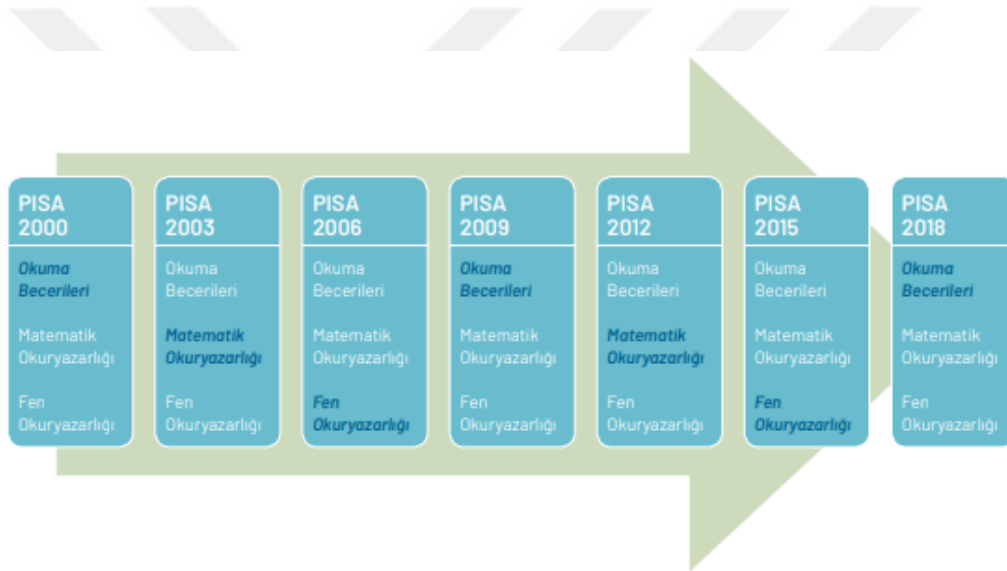 PISA
2000
Okuma
Becerileri
Matematik
Okuryazarlığı
Fen
Okuryazarlığı
PISA
2003
Okuma
Becerileri
Matematik
Okuryazarlığı
Fen
Okuryazarlığı
PISA
2006
Okuma
Becerileri
Matematik
Okuryazarlığı
Fen
Okuryazarlığı
PISA
2009
Okuma
Becerileri
Matematik
Okuryazarlığı
Fen
Okuryazarlığı
PISA
2012
Okuma
Becerileri
Matematik
Okuryazarlığı
Fen
Okuryazarlığı
PISA
2015
Okuma
Becerileri
Matematik
Okuryazarlığı
Fen
Okuryazarlığı
PISA
2018
Okuma
Becerileri
Matematik
Okuryazarlığı
Fen
Okuryazarlığı